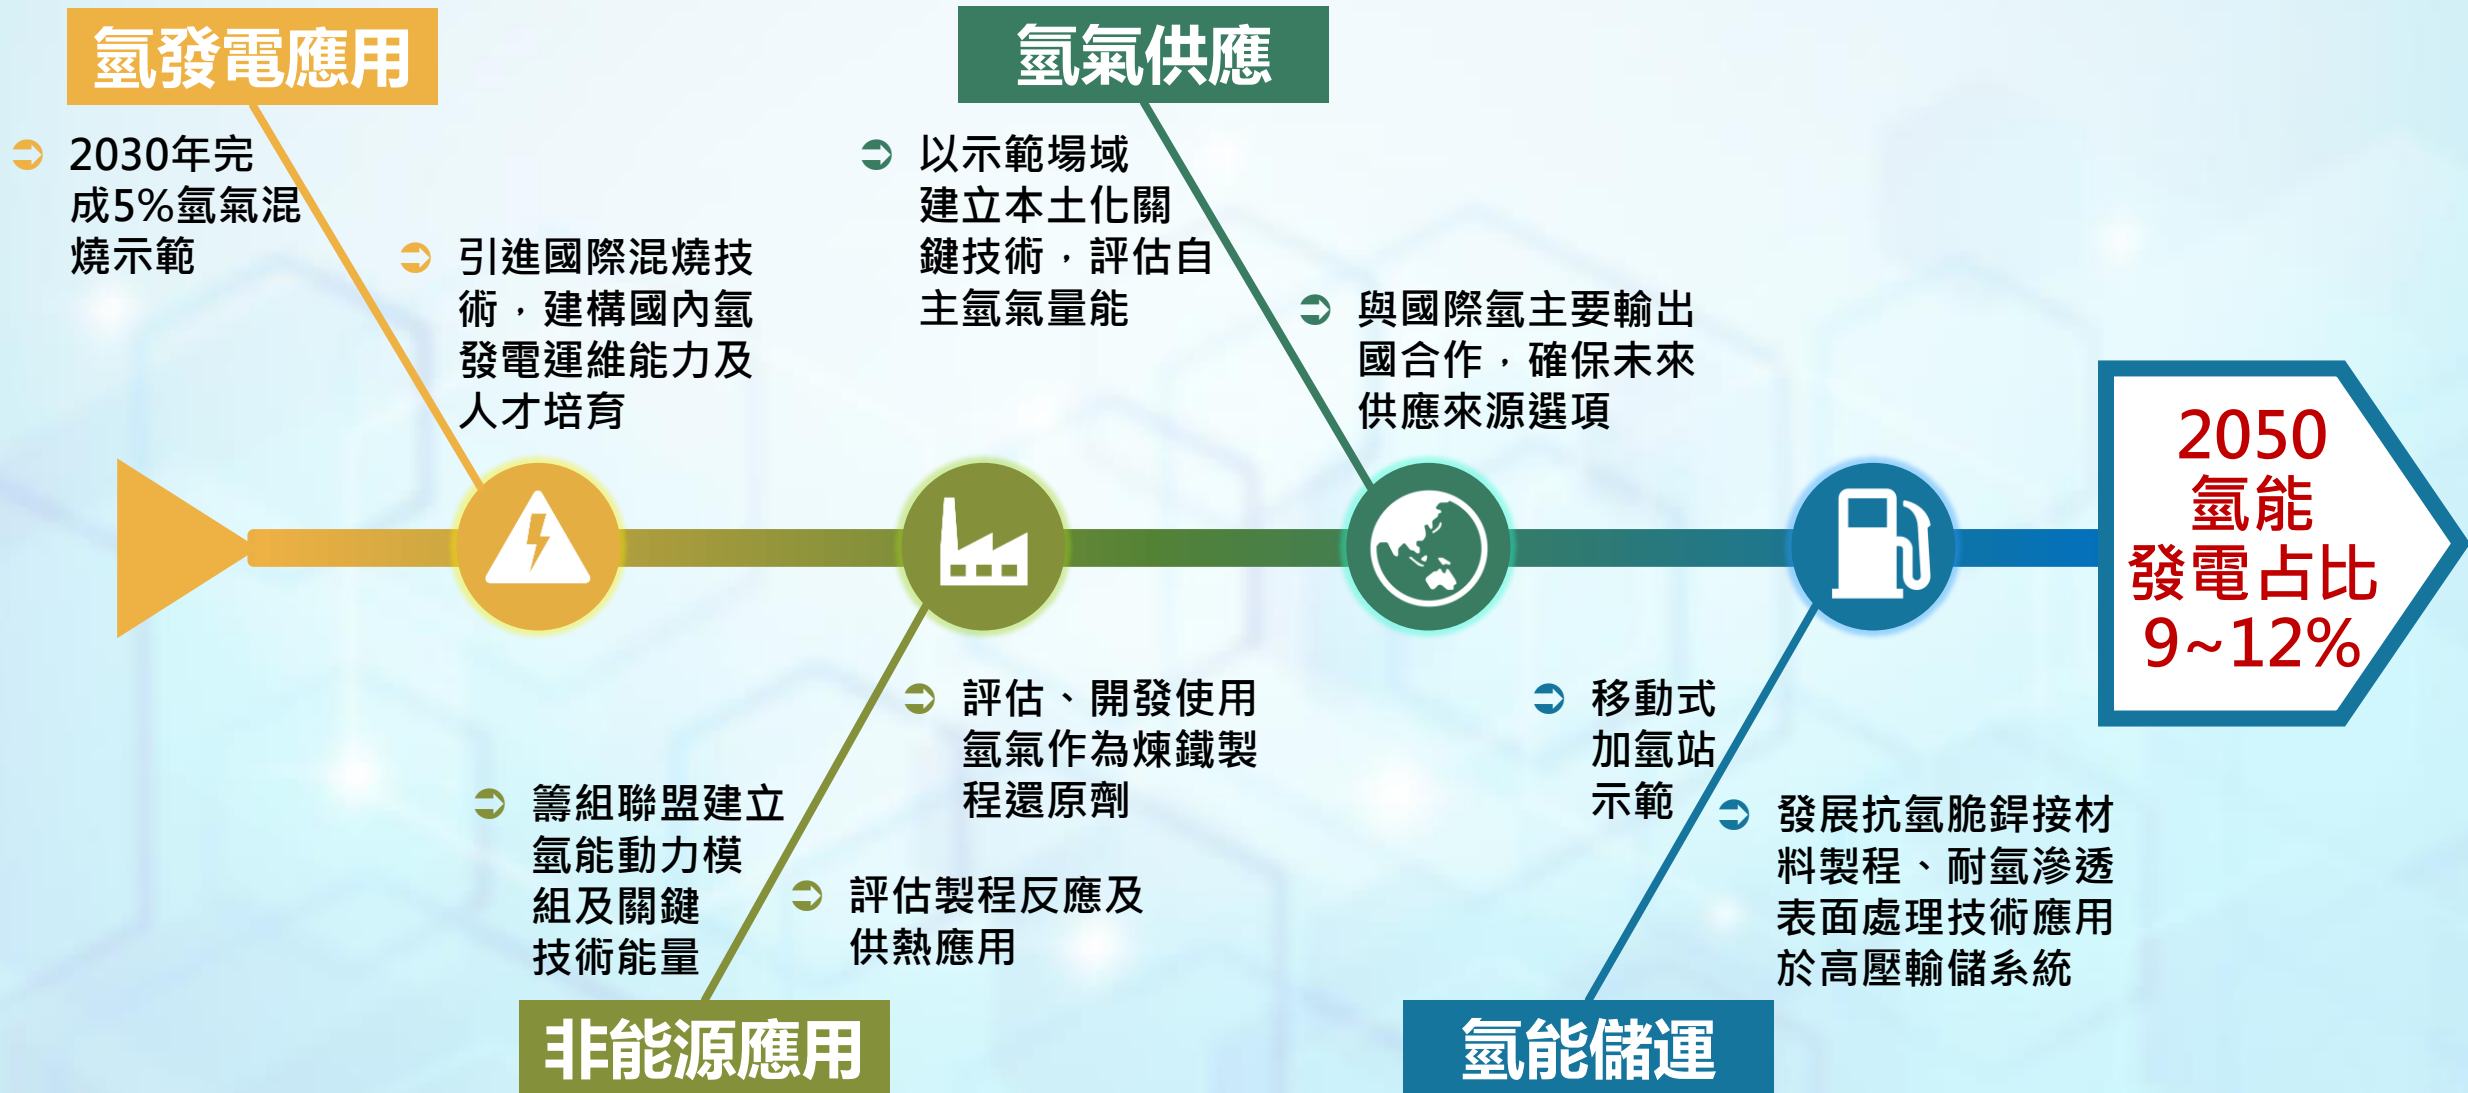 氫發電應用
2030年完
成5%氫氣混
燒示範
引進國際混燒技
術，建構國內氫
發電運維能力及
人才培育
氫氣供應
以示範場域
建立本土化關
鍵技術，評估自
主氫氣量能
與國際氫主要輸出
國合作，確保未來
供應來源選項
2050
氫能
發電占比
9~12%
籌組聯盟建立
氫能動力模
組及關鍵
技術能量
評估、開發使用
氫氣作為煉鐵製
程還原劑
評估製程反應及
供熱應用
非能源應用
移動式
加氫站
示範
發展抗氫脆銲接材
料製程、耐氫滲透
表面處理技術應用
於高壓輸儲系統
氫能儲運